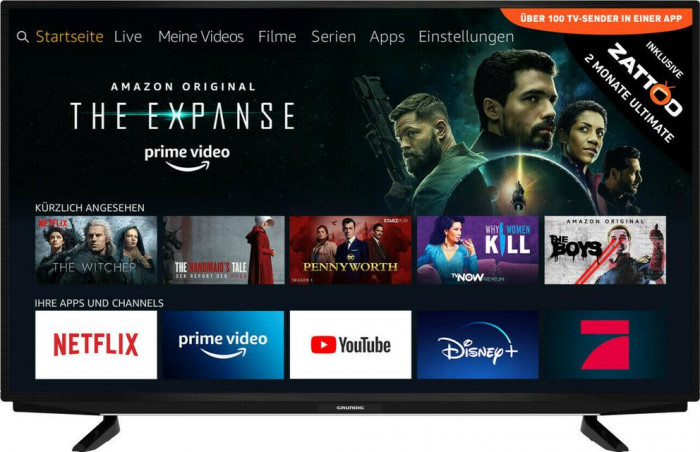 ÜBER 100 TV-SENDER IN EINER APP
INKLUSIVE
ZATTOO
2 MONATE ULTIMATE
Startseite Live Meine Videos Filme Serien Apps Einstellungen
AMAZON ORIGINAL
THE EXPANSE
prime video
KÜRZLICH ANGESEHEN
NETFLIX
THE WITCHER
THE HANDMAID'S TALE
DER REPORT DER MAGD
STARZPLAY
PENNYWORTH
SEASON 1
WHY WOMEN
KILL
TVNOW PREMIUM
AMAZON ORIGINAL
THE BOYS
IHRE APPS UND CHANNELS
NETFLIX
prime video
YouTube
Disney+
7
GRUNDIG